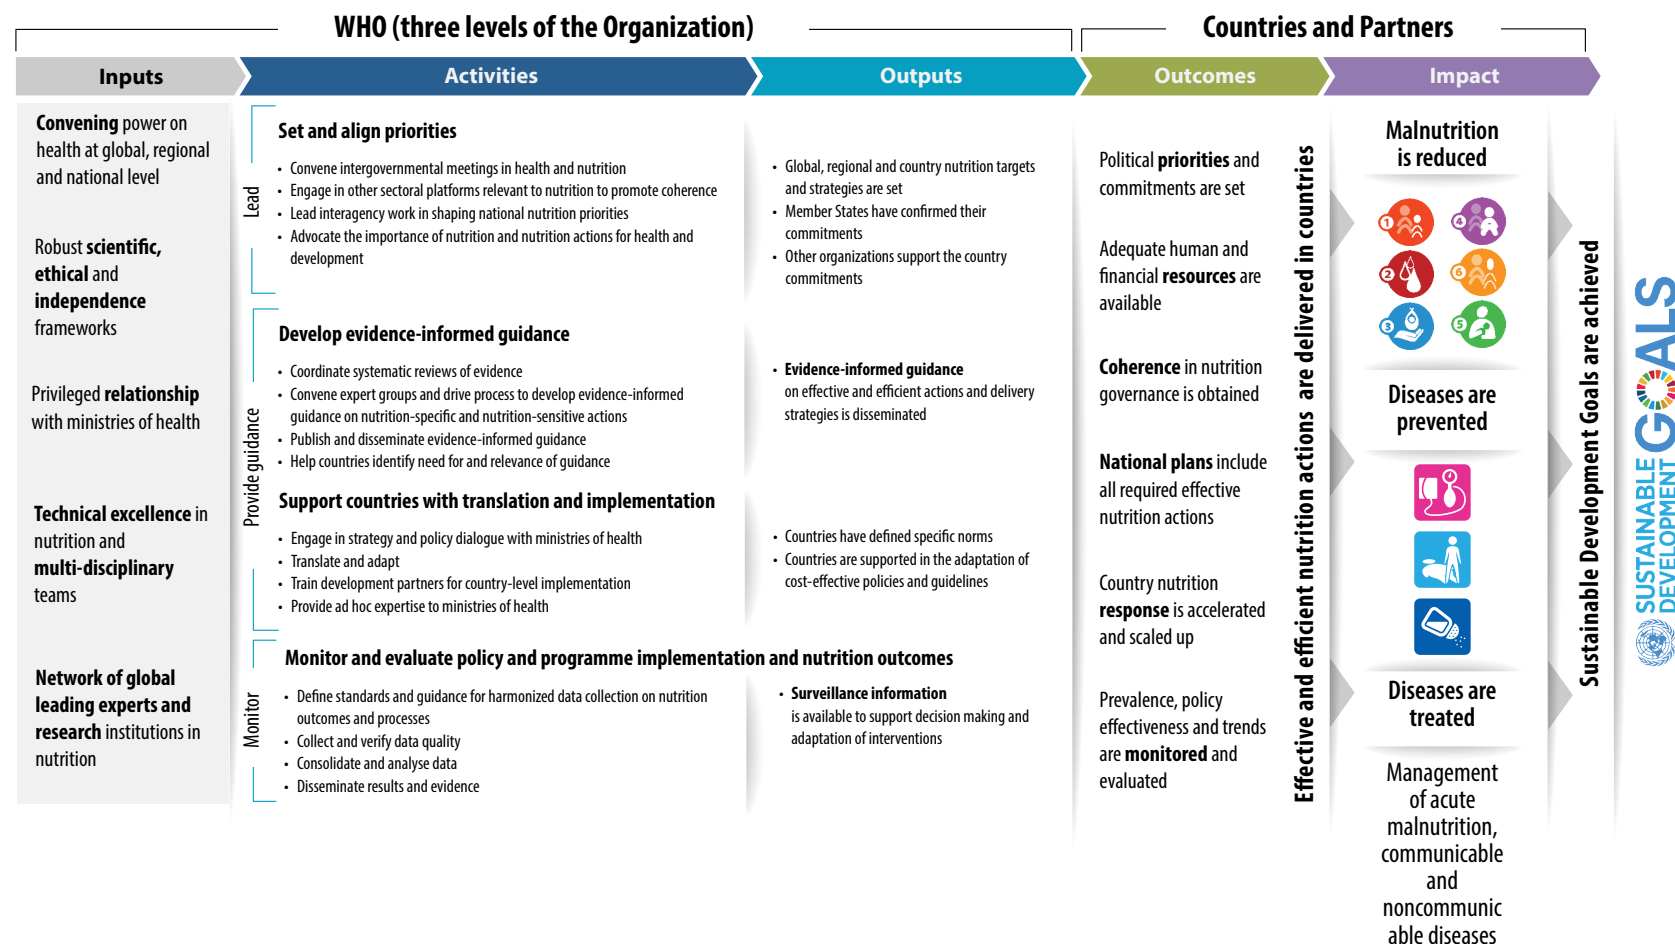 WHO (three levels of the Organization)
Countries and Partners
Inputs
Activities
Outputs
Outcomes
Impact
Convening power on
health at global, regional
and national level
Robust scientific,
ethical and
independence
frameworks
Privileged relationship
with ministries of health
Technical excellence in
nutrition and
multi-disciplinary
teams
Network of global
leading experts and
research institutions in
nutrition
Lead
Set and align priorities
• Convene intergovernmental meetings in health and nutrition
• Engage in other sectoral platforms relevant to nutrition to promote coherence
• Lead interagency work in shaping national nutrition priorities
• Advocate the importance of nutrition and nutrition actions for health and
development
Provide guidance
Develop evidence-informed guidance
• Coordinate systematic reviews of evidence
• Convene expert groups and drive process to develop evidence-informed
guidance on nutrition-specific and nutrition-sensitive actions
• Publish and disseminate evidence-informed guidance
• Help countries identify need for and relevance of guidance
Support countries with translation and implementation
• Engage in strategy and policy dialogue with ministries of health
• Translate and adapt
• Train development partners for country-level implementation
• Provide ad hoc expertise to ministries of health
Monitor
Monitor and evaluate policy and programme implementation and nutrition outcomes
• Define standards and guidance for harmonized data collection on nutrition
outcomes and processes
• Collect and verify data quality
• Consolidate and analyse data
• Disseminate results and evidence
• Global, regional and country nutrition targets
and strategies are set
• Member States have confirmed their
commitments
• Other organizations support the country
commitments
• Evidence-informed guidance
on effective and efficient actions and delivery
strategies is disseminated
• Countries have defined specific norms
• Countries are supported in the adaptation of
cost-effective policies and guidelines
• Surveillance information
is available to support decision making and
adaptation of interventions
Political priorities and
commitments are set
Adequate human and
financial resources are
available
Coherence in nutrition
governance is obtained
National plans include
all required effective
nutrition actions
Country nutrition
response is accelerated
and scaled up
Prevalence, policy
effectiveness and trends
are monitored and
evaluated
Effective and efficient nutrition actions are delivered in countries
Malnutrition
is reduced
1
4
2
6
3
5
Diseases are
prevented
Diseases are
treated
Management
of acute
malnutrition,
communicable
and
noncommunic
able diseases
Sustainable Development Goals are achieved
SUSTAINABLE
DEVELOPMENT
GOALS